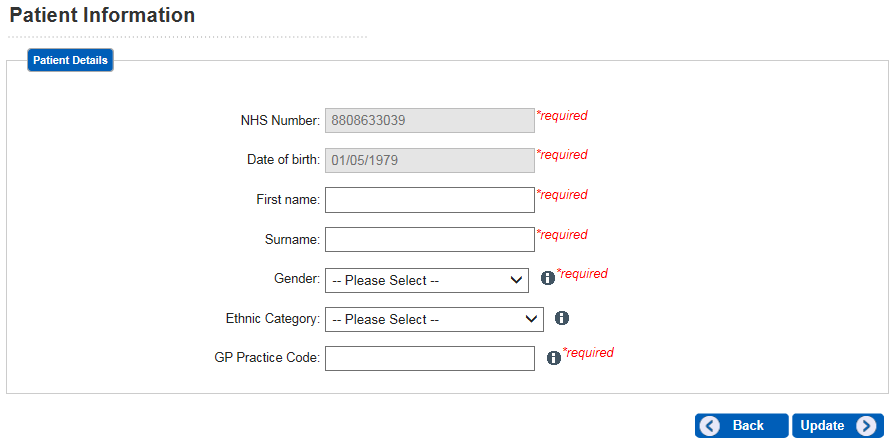 Patient Information
Patient Details
NHS Number: 8808633039 *required
Date of birth: 01/05/1979 *required
First name: *required
Surname: *required
Gender: -- Please Select -- *required
Ethnic Category: -- Please Select --
GP Practice Code: *required
Back Update